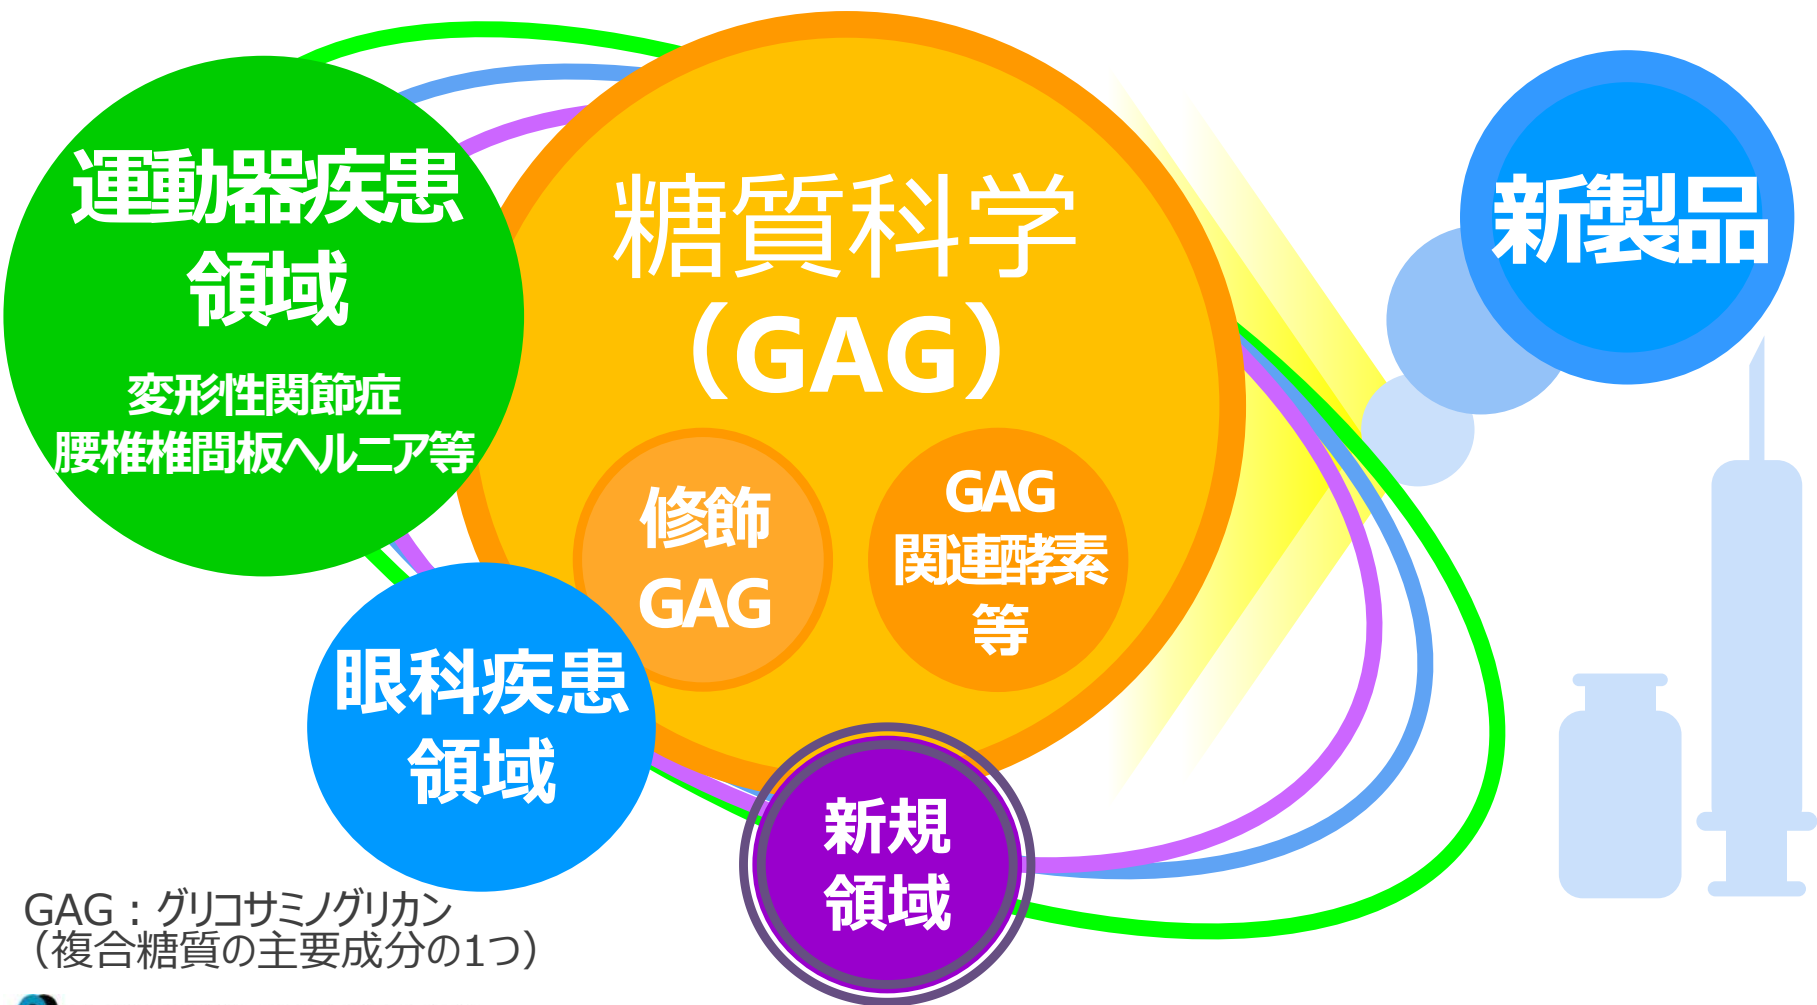 運動器疾患
領域
変形性関節症
腰椎椎間板ヘルニア等
糖質科学
（GAG）
修飾
GAG
GAG
関連酵素
等
新製品
眼科疾患
領域
新規
領域
GAG：グリコサミノグリカン
（複合糖質の主要成分の1つ）